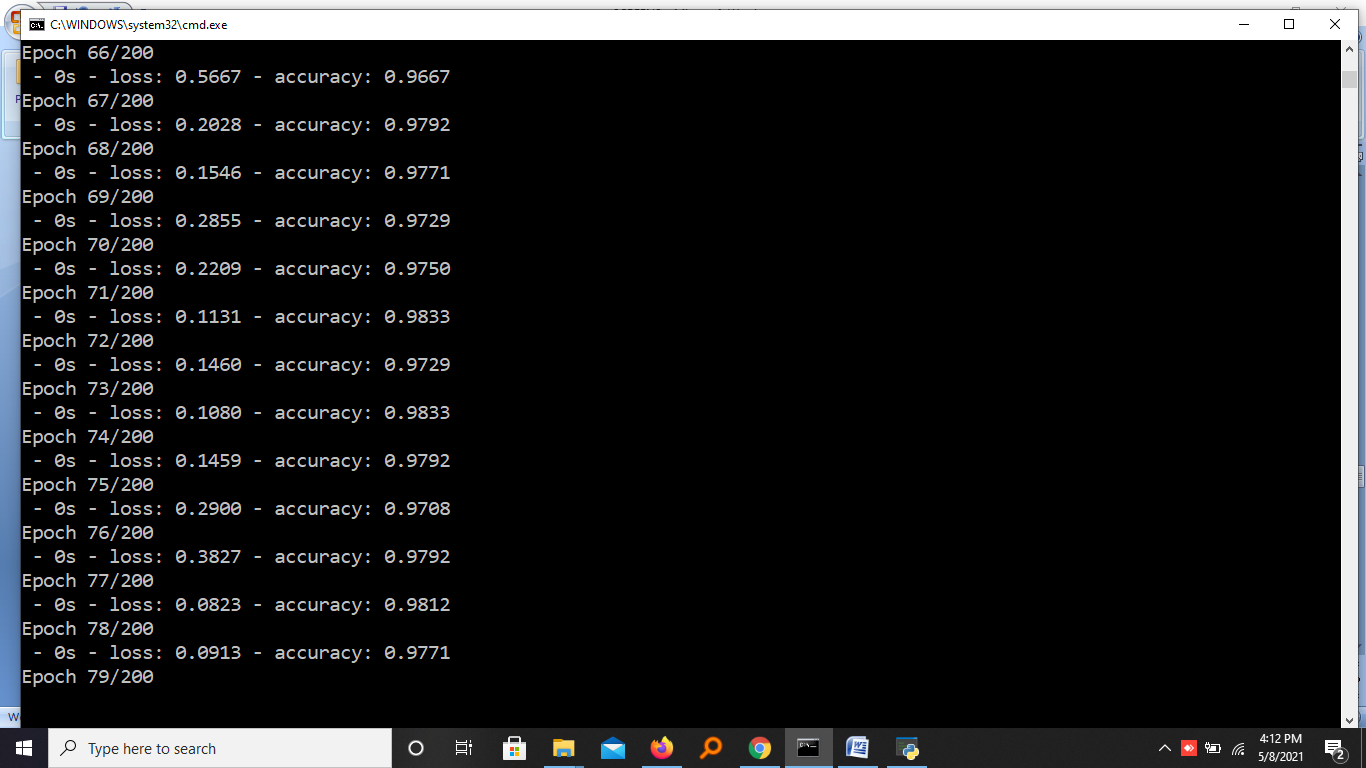 C:\WINDOWS\system32\cmd.exe
Epoch 66/200
 - 0s - loss: 0.5667 - accuracy: 0.9667
Epoch 67/200
 - 0s - loss: 0.2028 - accuracy: 0.9792
Epoch 68/200
 - 0s - loss: 0.1546 - accuracy: 0.9771
Epoch 69/200
 - 0s - loss: 0.2855 - accuracy: 0.9729
Epoch 70/200
 - 0s - loss: 0.2209 - accuracy: 0.9750
Epoch 71/200
 - 0s - loss: 0.1131 - accuracy: 0.9833
Epoch 72/200
 - 0s - loss: 0.1460 - accuracy: 0.9729
Epoch 73/200
 - 0s - loss: 0.1080 - accuracy: 0.9833
Epoch 74/200
 - 0s - loss: 0.1459 - accuracy: 0.9792
Epoch 75/200
 - 0s - loss: 0.2900 - accuracy: 0.9708
Epoch 76/200
 - 0s - loss: 0.3827 - accuracy: 0.9792
Epoch 77/200
 - 0s - loss: 0.0823 - accuracy: 0.9812
Epoch 78/200
 - 0s - loss: 0.0913 - accuracy: 0.9771
Epoch 79/200
Type here to search
4:12 PM
5/8/2021
2